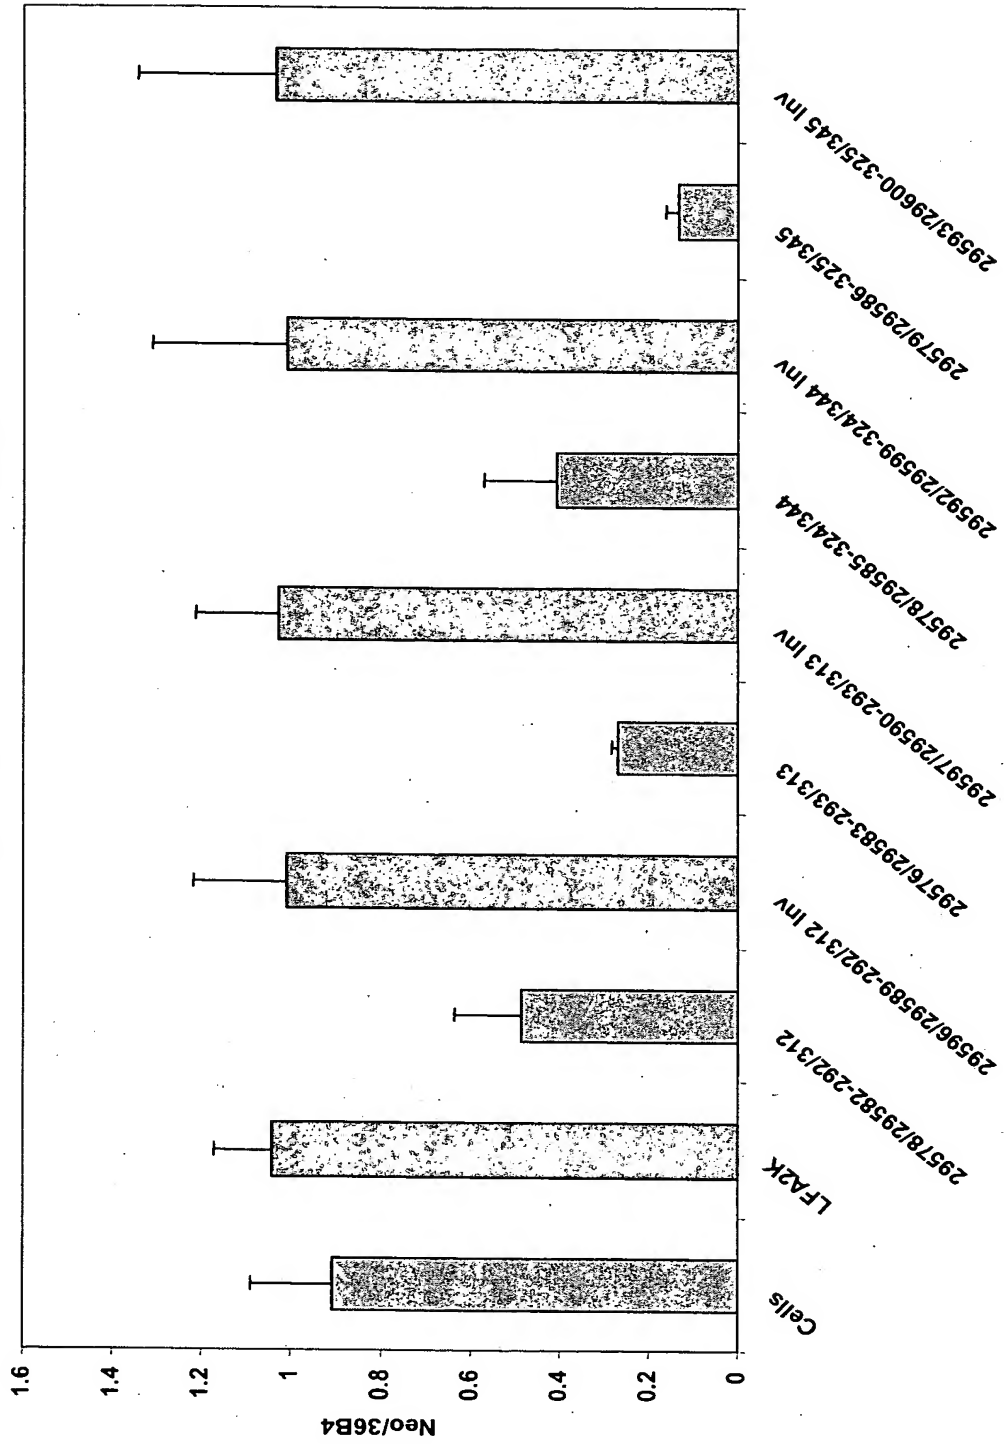 Neo/36B4
1.6
1.4
1.2
1
0.8
0.6
0.4
0.2
0
Cells
LFA2K
29578/29582-292/312
29596/29589-292/312 Inv
29576/29583-293/313
29597/29590-293/313 Inv
29578/29585-324/344
29592/29599-324/344 Inv
29579/29586-325/345
29593/29600-325/345 Inv